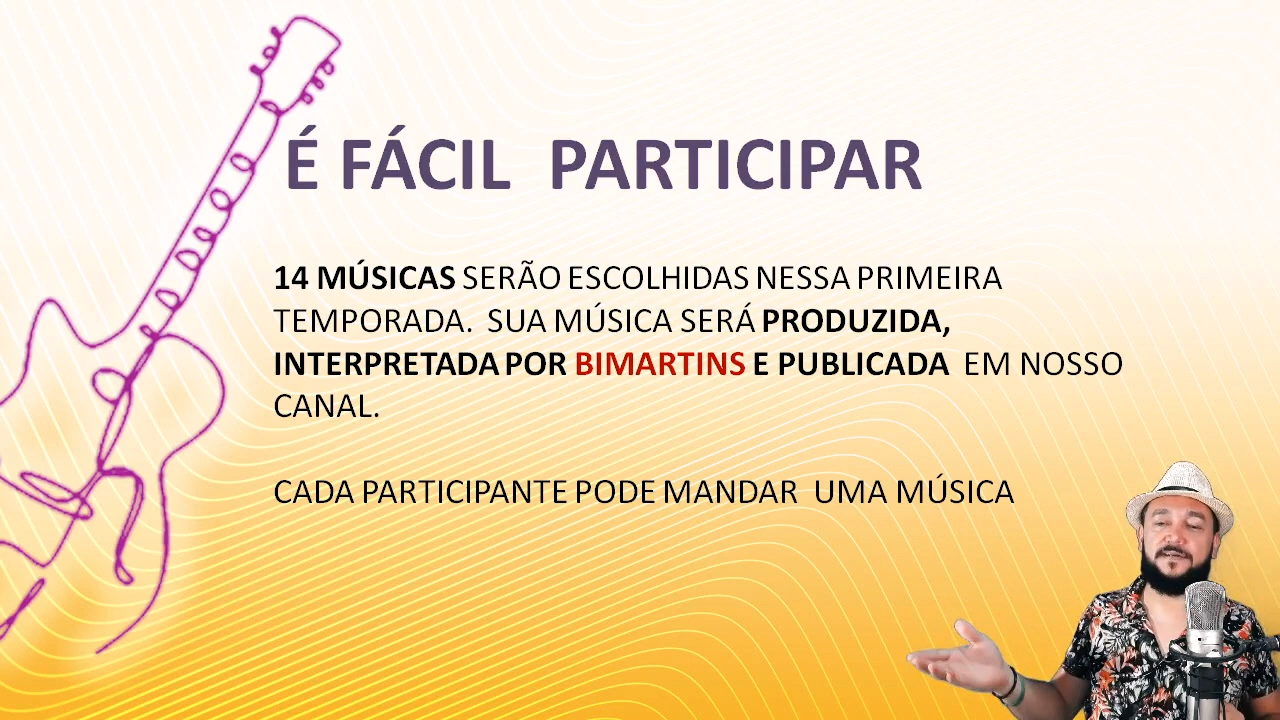 É FÁCIL PARTICIPAR
14 MÚSICAS SERÃO ESCOLHIDAS NESSA PRIMEIRA
TEMPORADA. SUA MÚSICA SERÁ PRODUZIDA,
INTERPRETADA POR BIMARTINS E PUBLICADA EM NOSSO
CANAL.
CADA PARTICIPANTE PODE MANDAR UMA MÚSICA